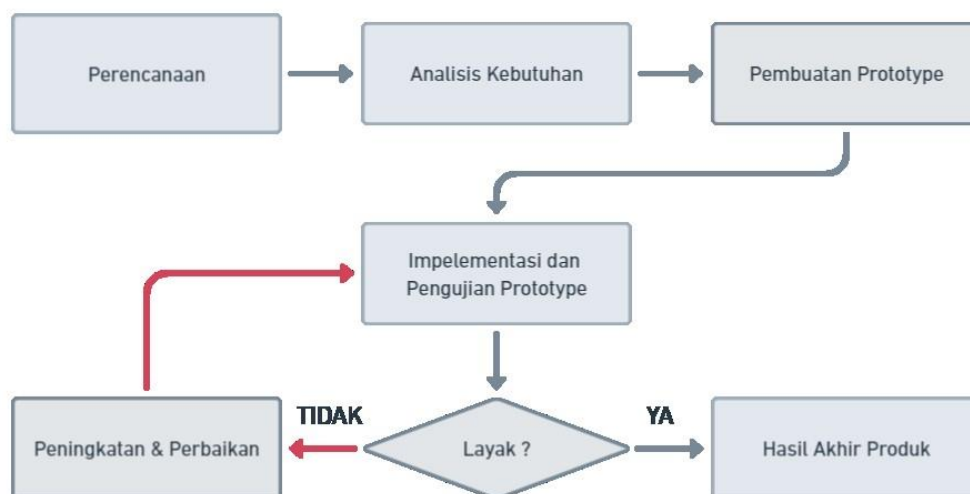 Perencanaan
Analisis Kebutuhan
Pembuatan Prototype
Impelementasi dan
Pengujian Prototype
TIDAK
YA
Peningkatan & Perbaikan
Layak ?
Hasil Akhir Produk